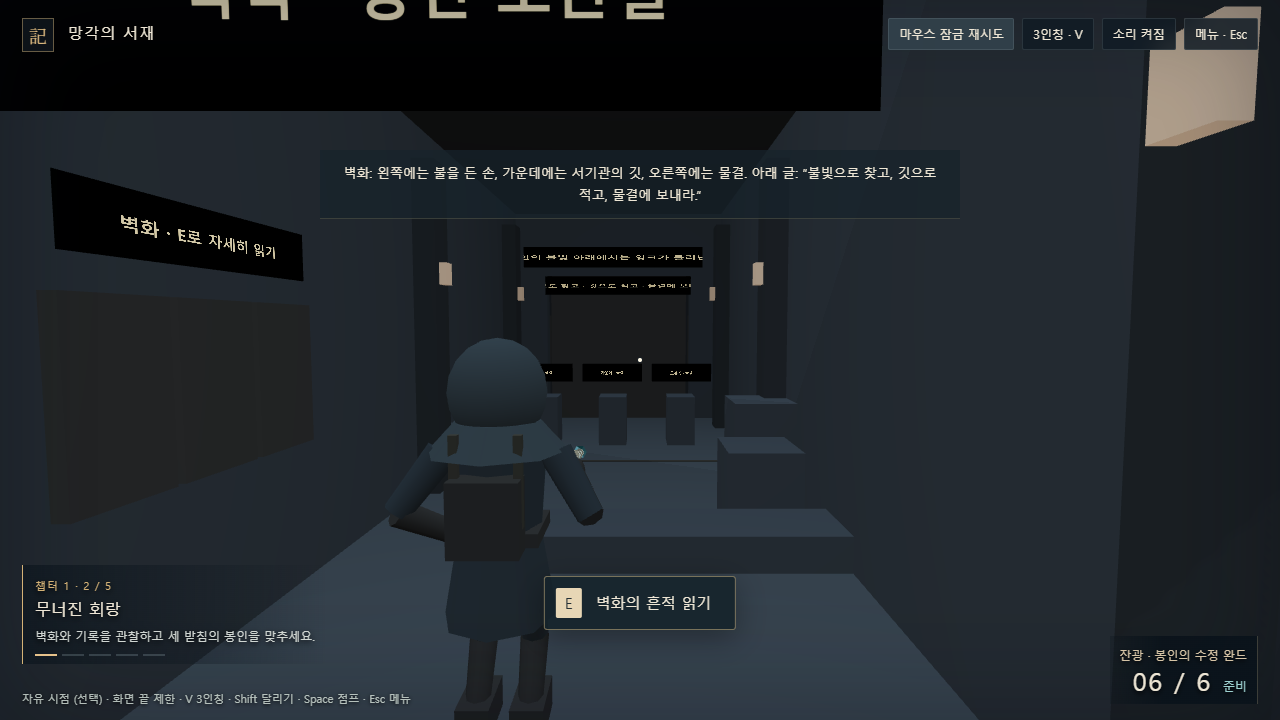 記 망각의 서재
마우스 잠금 재시도
3인칭 · V
소리 켜짐
메뉴 · Esc
벽화: 왼쪽에는 불을 든 손, 가운데에는 서기관의 깃, 오른쪽에는 물결. 아래 글: "불빛으로 찾고, 깃으로
적고, 물결에 보내라."
벽화 · E로 자세히 읽기
E 벽화의 흔적 읽기
챕터 1 · 2 / 5
무너진 회랑
벽화와 기록을 관찰하고 세 받침의 봉인을 맞추세요.
자유 시점 (선택) · 화면 끝 제한 · V 3인칭 · Shift 달리기 · Space 점프 · Esc 메뉴
잔광 · 봉인의 수정 완드
06 / 6 준비